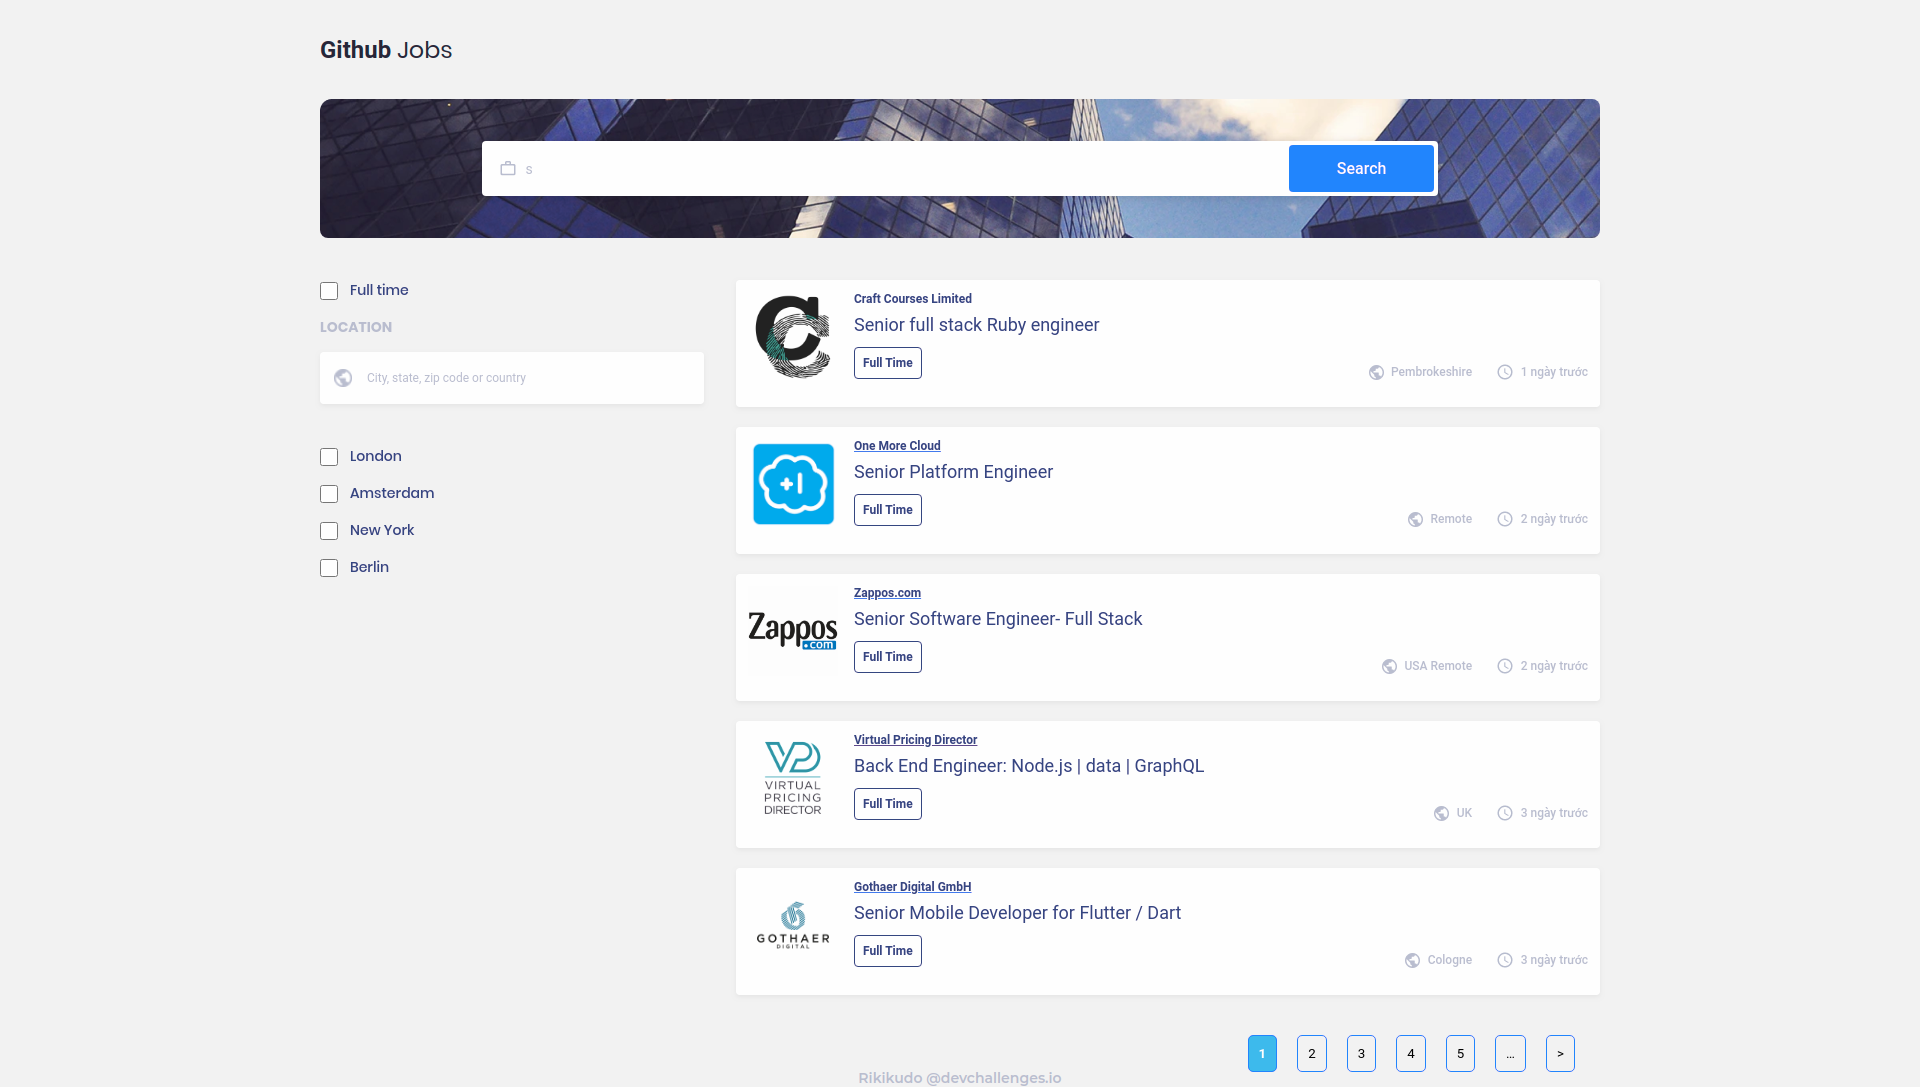 Github Jobs
s
Search
Full time
LOCATION
City, state, zip code or country
London
Amsterdam
New York
Berlin
Craft Courses Limited
Senior full stack Ruby engineer
Full Time
Pembrokeshire
1 ngày trước
One More Cloud
Senior Platform Engineer
Full Time
Remote
2 ngày trước
Zappos
.com
Zappos.com
Senior Software Engineer- Full Stack
Full Time
USA Remote
2 ngày trước
VPD
VIRTUAL
PRICING
DIRECTOR
Virtual Pricing Director
Back End Engineer: Node.js | data | GraphQL
Full Time
UK
3 ngày trước
GOTHAER
DIGITAL
Gothaer Digital GmbH
Senior Mobile Developer for Flutter / Dart
Full Time
Cologne
3 ngày trước
1 2 3 4 5 ... >
Rikikudo @devchallenges.io